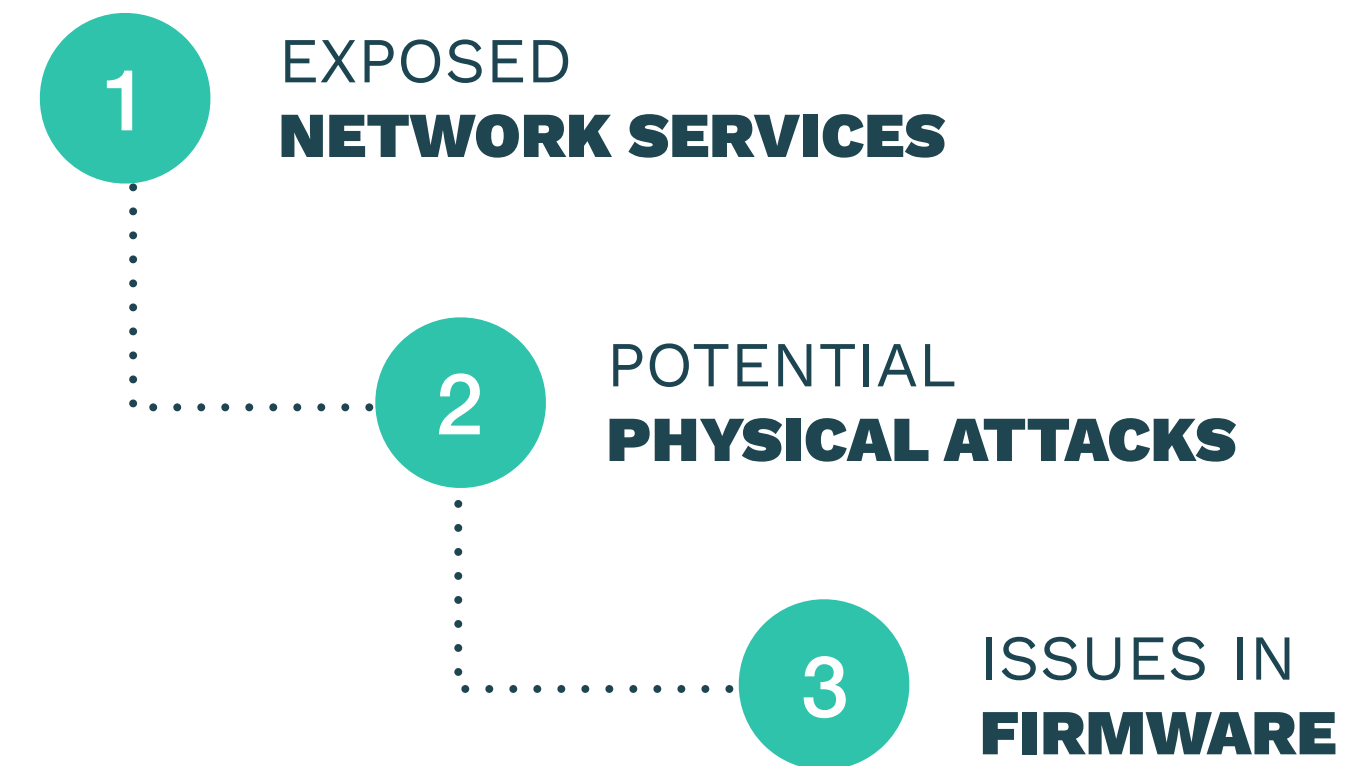 1
EXPOSED
NETWORK SERVICES
2
POTENTIAL
PHYSICAL ATTACKS
3
ISSUES IN
FIRMWARE